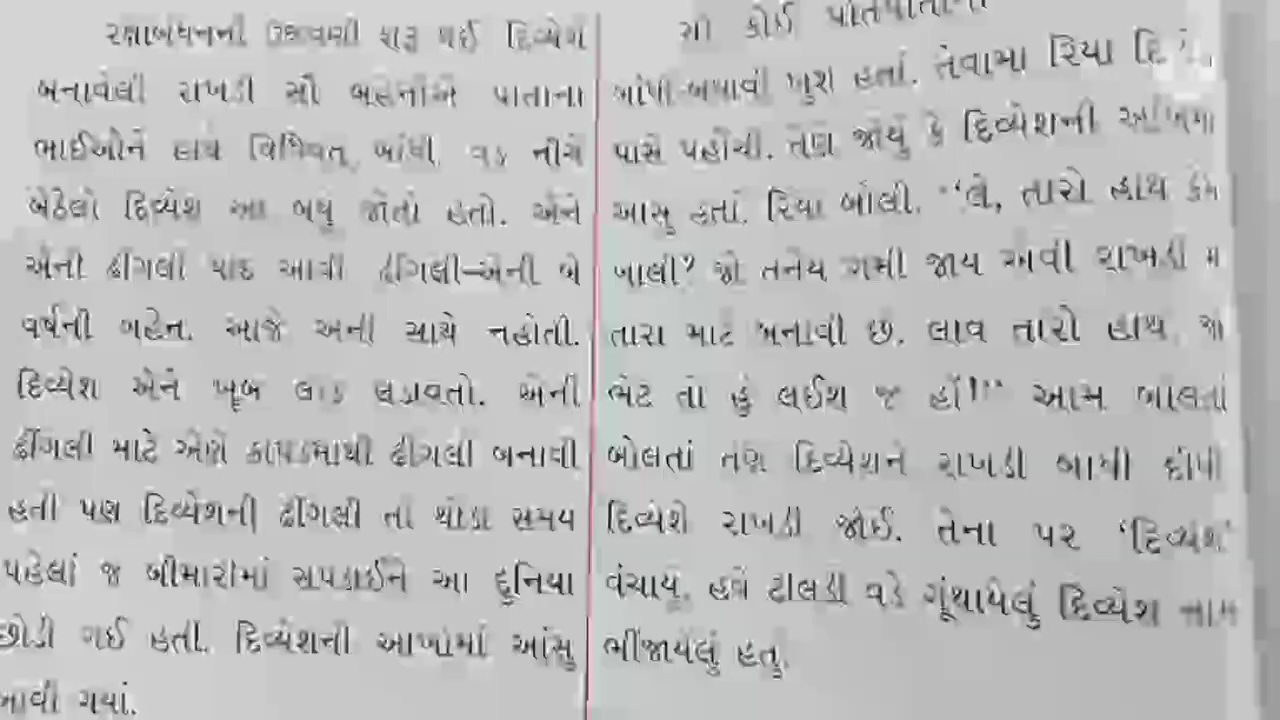 રક્ષાબંધનની ઉજવણી શરૂ થઈ દિવ્યેશે
બનાવેલી રાખડી સૌ બહેનોએ પોતાના
ભાઈઓને હાથે વિધિવત્ બાંધી. વડ નીચે
બેઠેલો દિવ્યેશ આ બધું જોતો હતો. એને
એની ઢીંગલી યાદ આવી ઢીંગલી–એની બે
વર્ષની બહેન. આજે એની સાથે નહોતી.
દિવ્યેશ એને ખૂબ લાડ લડાવતો. એની
ઢીંગલી માટે એણે કાપડમાંથી ઢીંગલી બનાવી
હતી પણ દિવ્યેશની ઢીંગલી તો થોડા સમય
પહેલાં જ બીમારીમાં સપડાઈને આ દુનિયા
છોડી ગઈ હતી. દિવ્યેશની આંખોમાં આંસુ
આવી ગયાં.
કોઈ પોતપોતાની
બાંધી-બંધાવી ખુશ હતાં. તેવામાં રિયા
પાસે પહોંચી. તેણે જોયું કે દિવ્યેશની આંખમાં
આંસુ હતાં. રિયા બોલી, “લે, તારો હાથ કેમ
ખાલી? જો તનેય ગમી જાય એવી રાખડી મ
તારા માટે બનાવી છે. લાવ તારો હાથ, આ
ભેટ તો હું લઈશ જ હોં!” આમ બોલતાં
બોલતાં તેણે દિવ્યેશને રાખડી બાંધી દીધી
દિવ્યેશે રાખડી જોઈ. તેના પર ‘દિવ્યેશ’
વંચાયું. હવે ટીલડી વડે ગૂંથાયેલું દિવ્યેશ નામ
ભીંજાયેલું હતું.